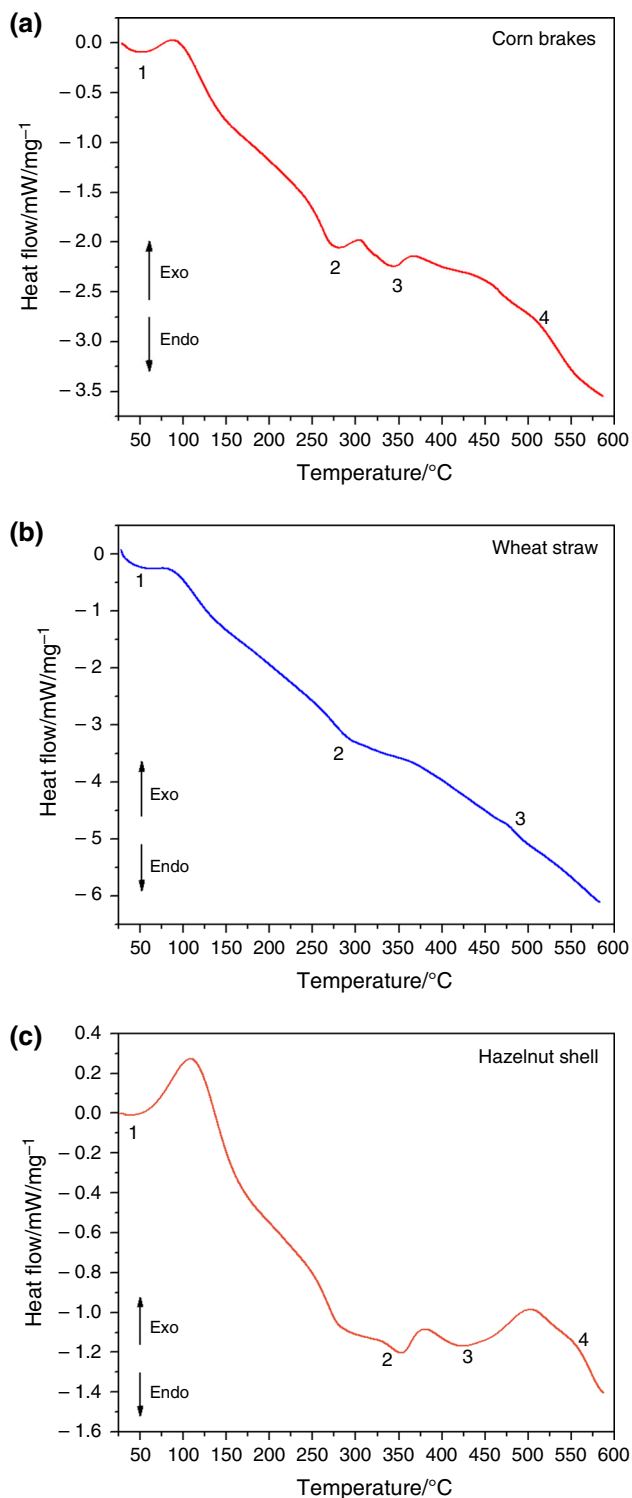 (a)
Corn brakes
Heat flow/mW/mg⁻¹
0.0
– 0.5
– 1.0
– 1.5
– 2.0
– 2.5
– 3.0
– 3.5
1
2
3
4
Exo
Endo
50 100 150 200 250 300 350 400 450 500 550 600
Temperature/°C
(b)
Wheat straw
Heat flow/mW/mg⁻¹
0
– 1
– 2
– 3
– 4
– 5
– 6
1
2
3
Exo
Endo
50 100 150 200 250 300 350 400 450 500 550 600
Temperature/°C
(c)
Hazelnut shell
Heat flow/mW/mg⁻¹
0.4
0.2
0.0
– 0.2
– 0.4
– 0.6
– 0.8
– 1.0
– 1.2
– 1.4
– 1.6
1
2
3
4
Exo
Endo
50 100 150 200 250 300 350 400 450 500 550 600
Temperature/°C